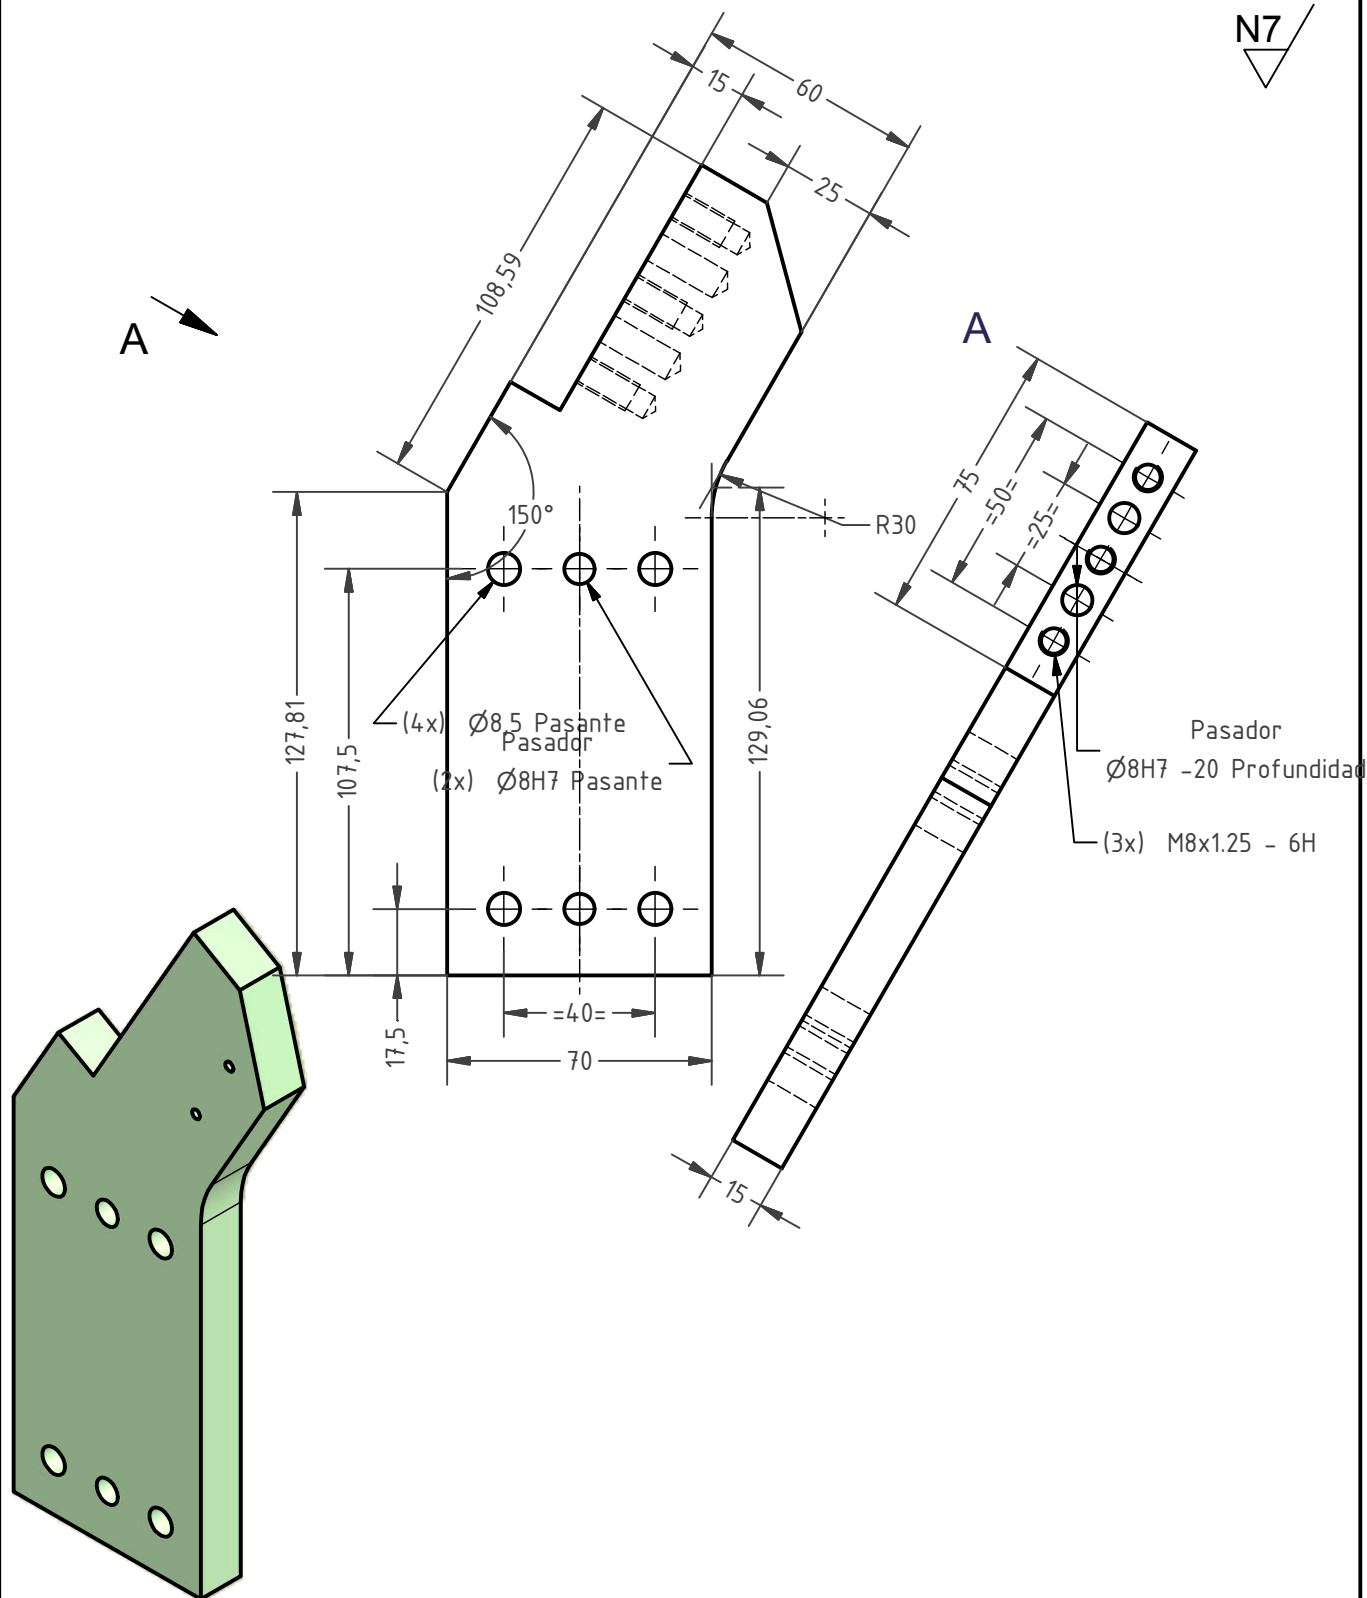 N7
15
60
25
108,59
A
A
150°
R30
75
=50=
=25=
127,81
107,5
129,06
(4x) Ø8,5 Pasante
Pasador
(2x) Ø8H7 Pasante
Pasador
Ø8H7 -20 Profundidad
(3x) M8x1.25 - 6H
17,5
=40=
70
15